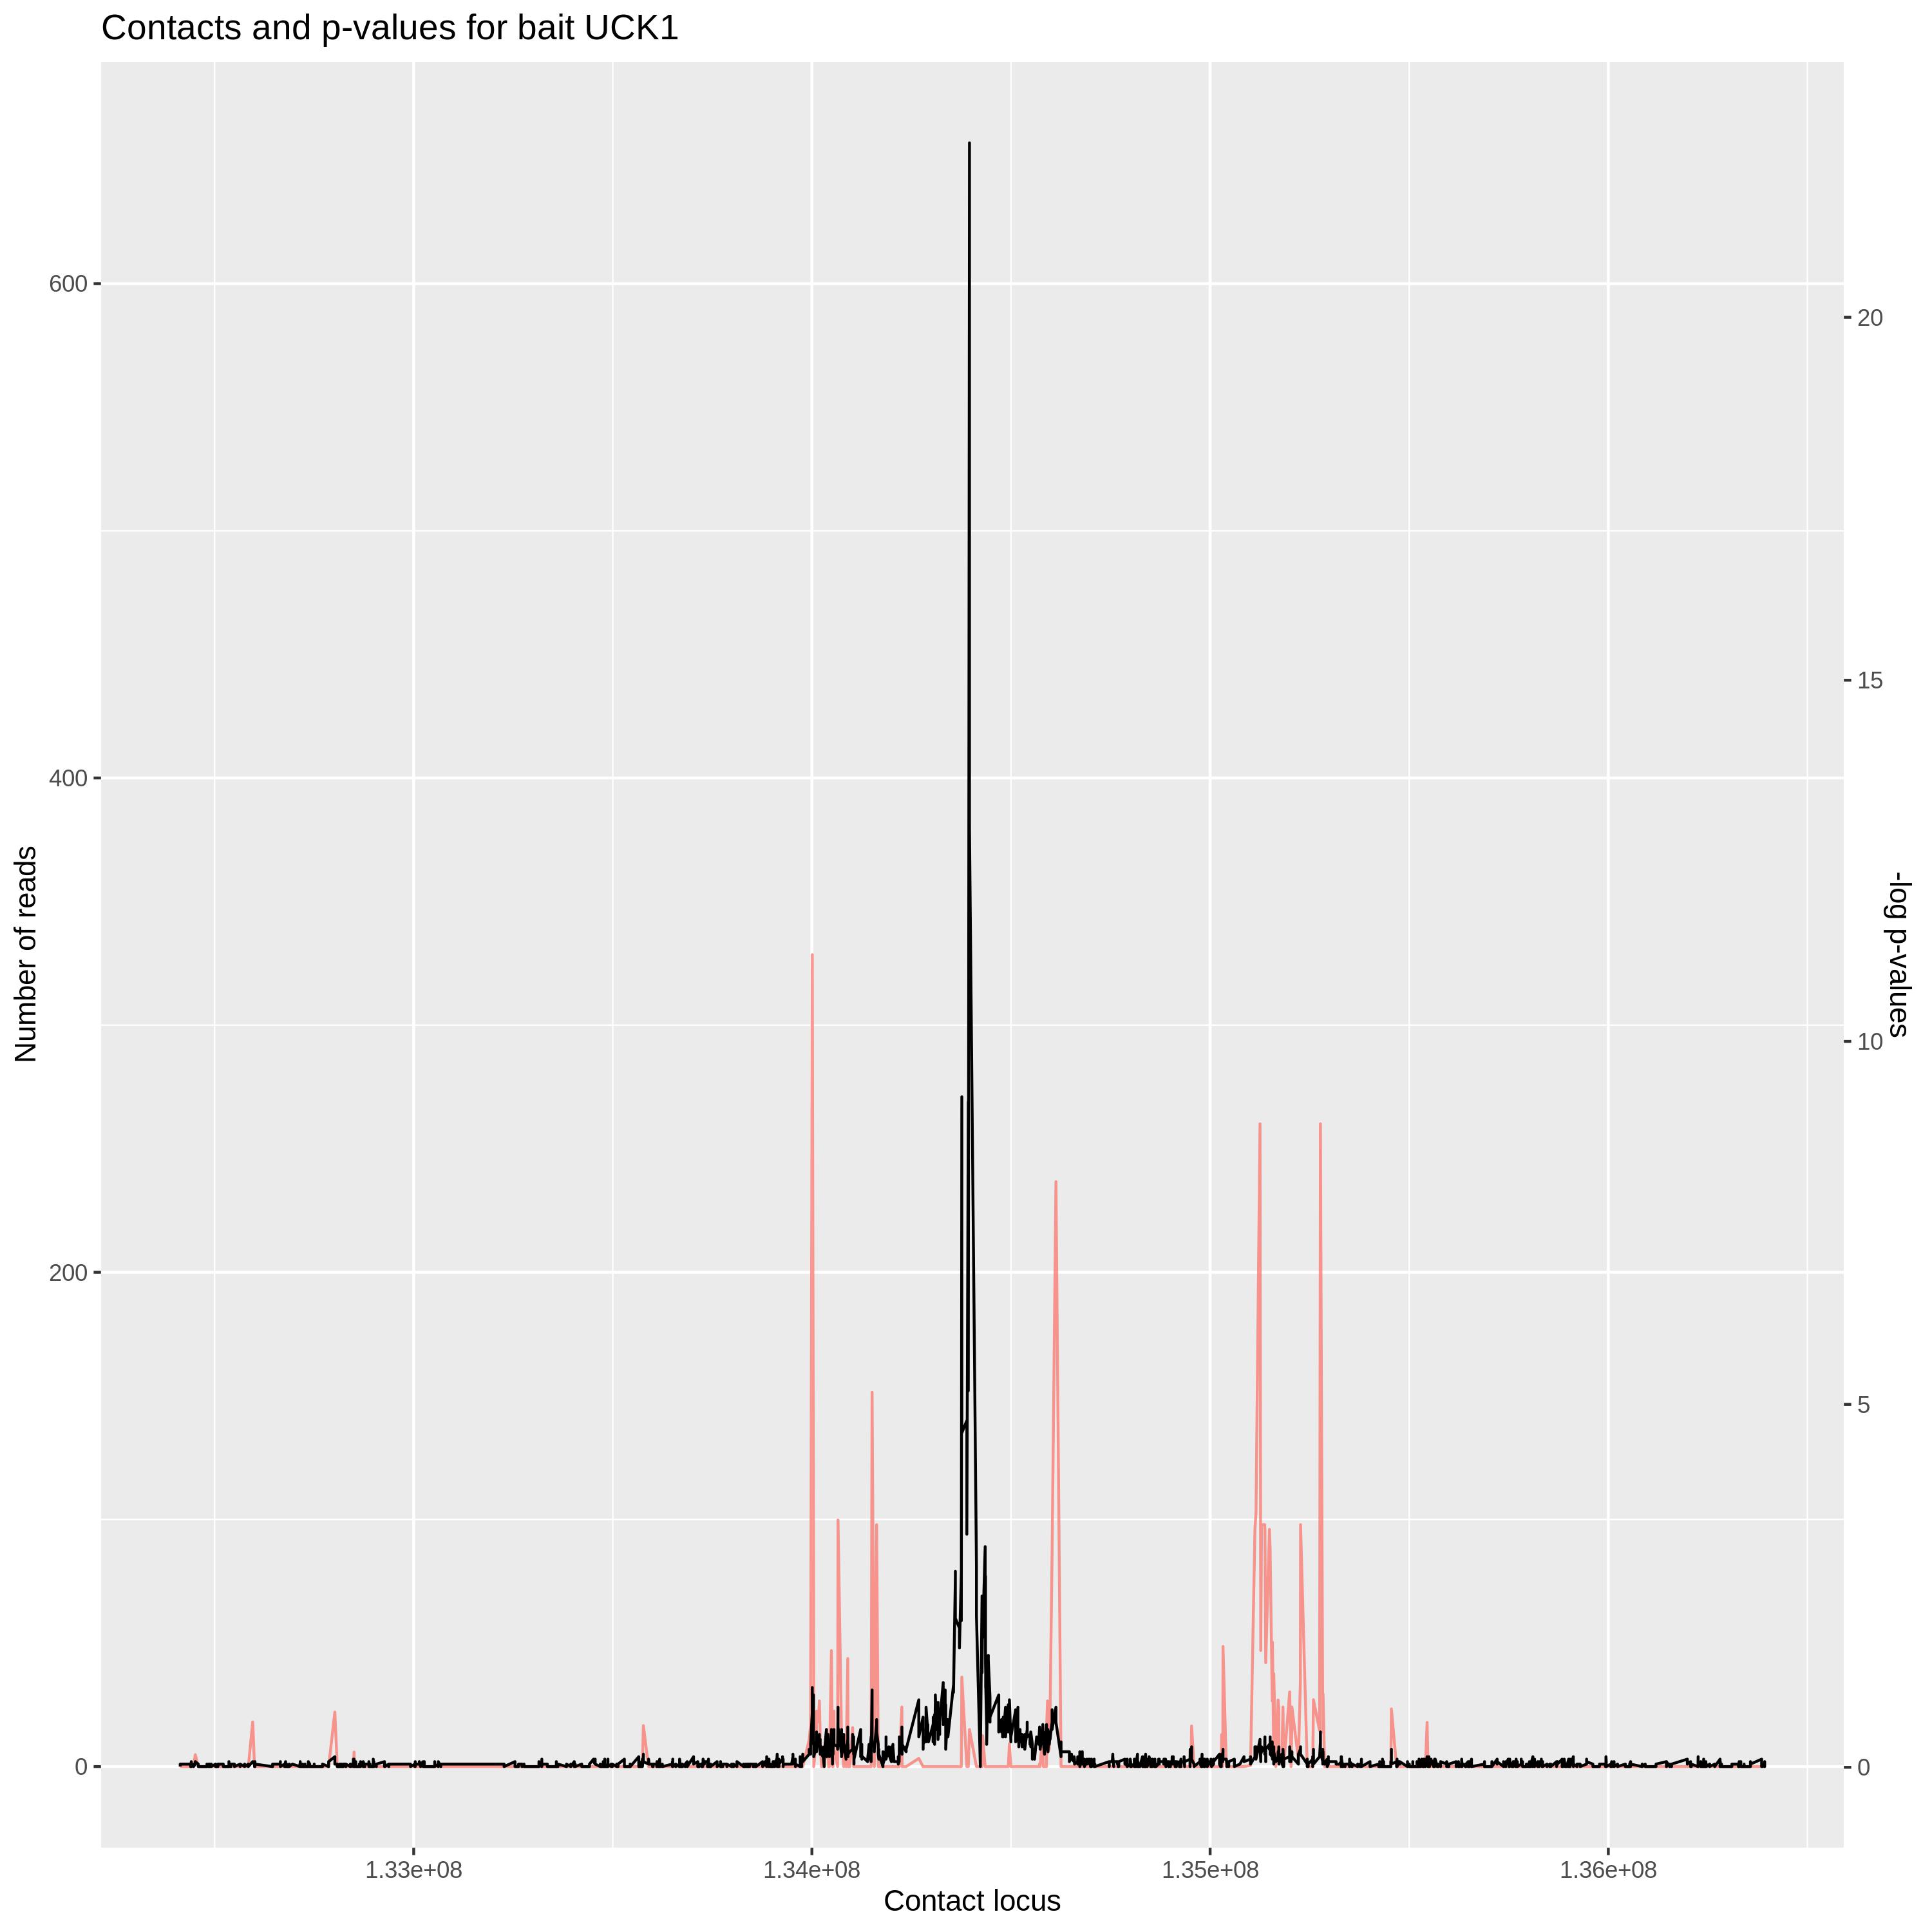 Contacts and p-values for bait UCK1
600
400
200
0
Number of reads
20
15
10
5
0
-log p-values
1.33e+08 1.34e+08 1.35e+08 1.36e+08
Contact locus